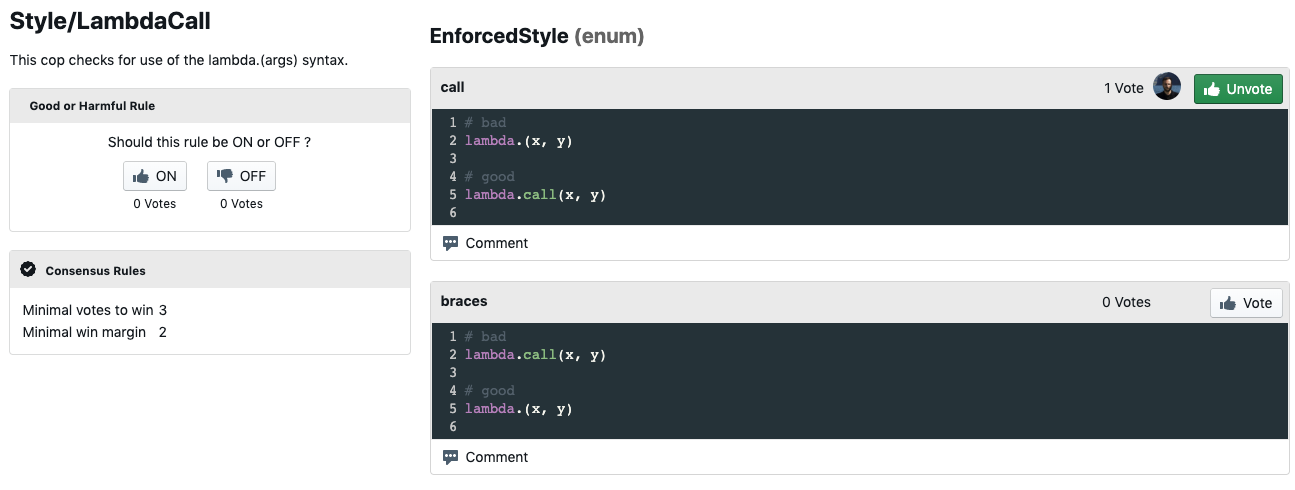 Style/LambdaCall
This cop checks for use of the lambda.(args) syntax.
Good or Harmful Rule
Should this rule be ON or OFF ?
ON OFF
0 Votes 0 Votes
Consensus Rules
Minimal votes to win 3
Minimal win margin 2
EnforcedStyle (enum)
call 1 Vote Unvote
1 # bad
2 lambda.(x, y)
3
4 # good
5 lambda.call(x, y)
6
Comment
braces 0 Votes Vote
1 # bad
2 lambda.call(x, y)
3
4 # good
5 lambda.(x, y)
6
Comment